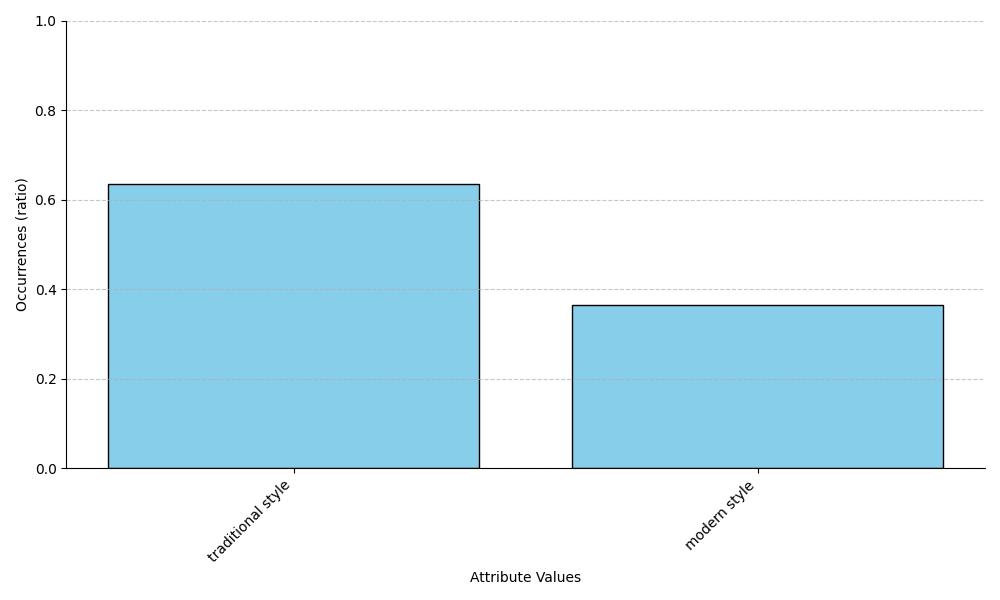 1.0
0.8
0.6
0.4
0.2
0.0
Occurrences (ratio)
traditional style
modern style
Attribute Values